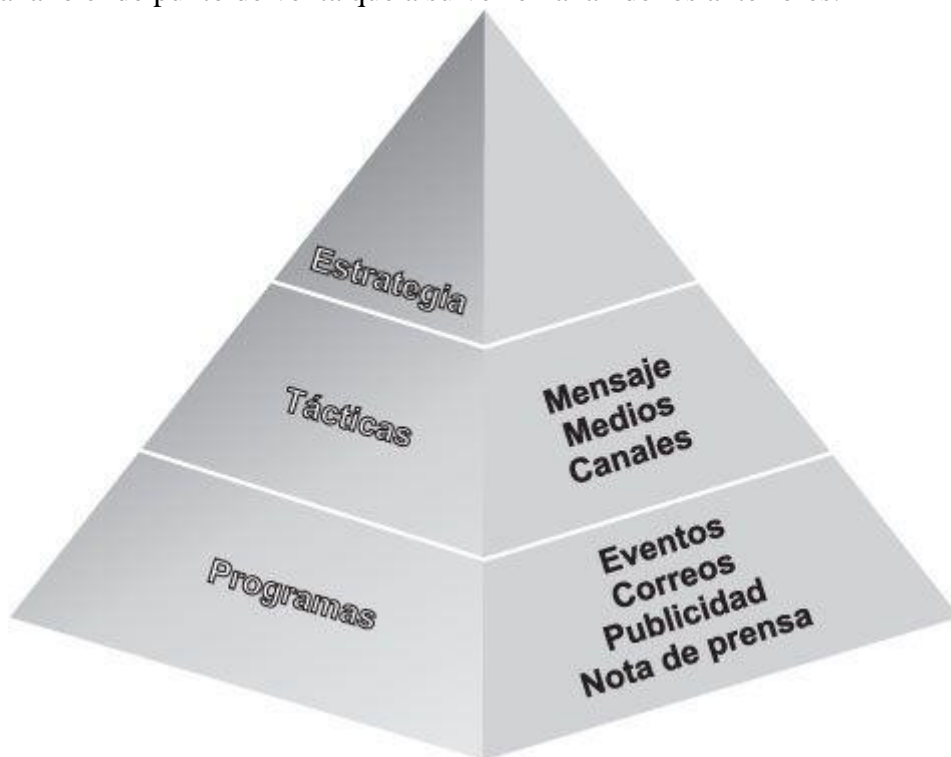 Estrategia
Tácticas
Mensaje
Medios
Canales
Programas
Eventos
Correos
Publicidad
Nota de prensa